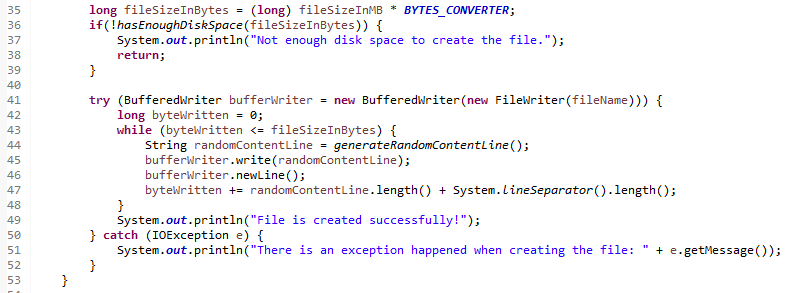 35 long fileSizeInBytes = (long) fileSizeInMB * BYTES_CONVERTER;
36 if(!hasEnoughDiskSpace(fileSizeInBytes)) {
37 System.out.println("Not enough disk space to create the file.");
38 return;
39 }
40
41 try (BufferedWriter bufferWriter = new BufferedWriter(new FileWriter(fileName))) {
42 long byteWritten = 0;
43 while (byteWritten <= fileSizeInBytes) {
44 String randomContentLine = generateRandomContentLine();
45 bufferWriter.write(randomContentLine);
46 bufferWriter.newLine();
47 byteWritten += randomContentLine.length() + System.lineSeparator().length();
48 }
49 System.out.println("File is created successfully!");
50 } catch (IOException e) {
51 System.out.println("There is an exception happened when creating the file: " + e.getMessage());
52 }
53 }